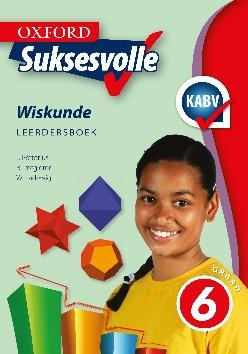 OXFORD
Suksesvolle
KABV
Wiskunde
LEERDERSBOEK
GRAAD
6